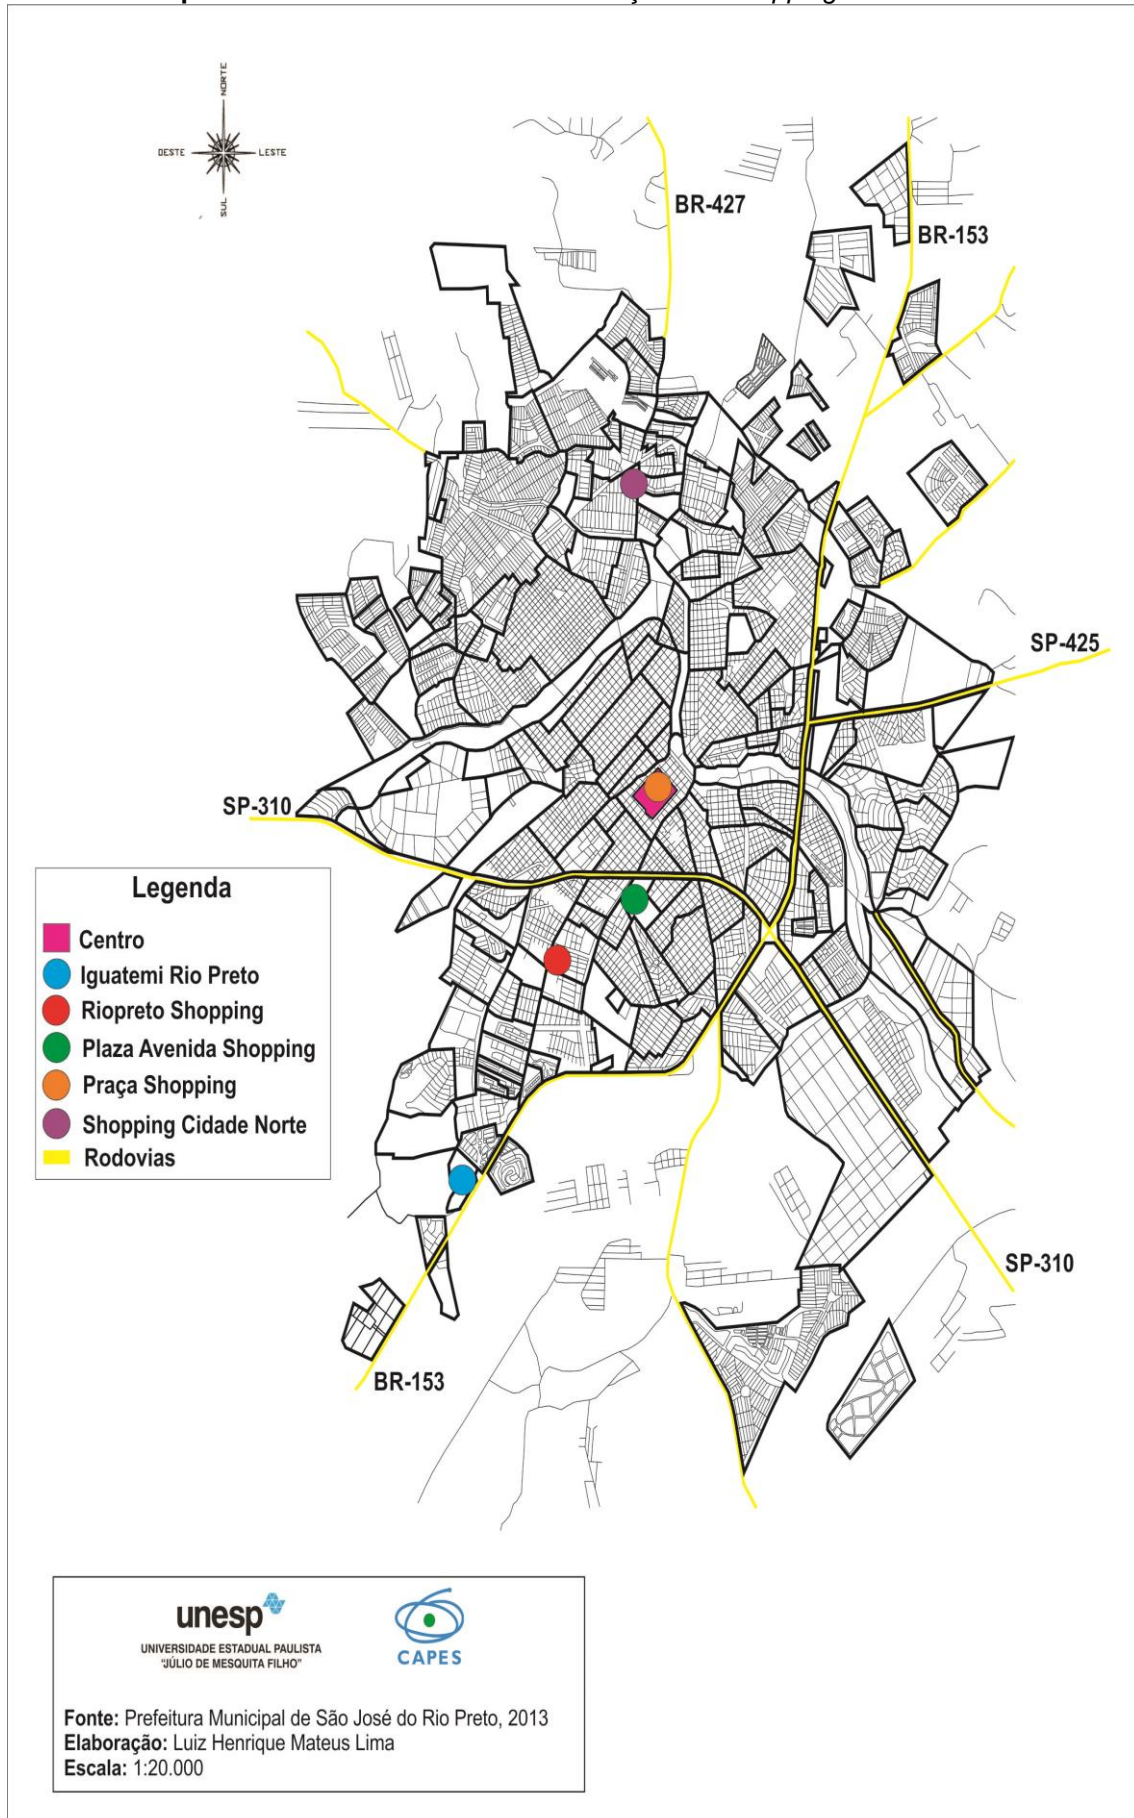 NORTE
OESTE
LESTE
SUL
BR-427
BR-153
SP-425
SP-310
Legenda
Centro
Iguatemi Rio Preto
Riopreto Shopping
Plaza Avenida Shopping
Praça Shopping
Shopping Cidade Norte
Rodovias
SP-310
BR-153
unesp
UNIVERSIDADE ESTADUAL PAULISTA
"JÚLIO DE MESQUITA FILHO"
CAPES
Fonte: Prefeitura Municipal de São José do Rio Preto, 2013
Elaboração: Luiz Henrique Mateus Lima
Escala: 1:20.000